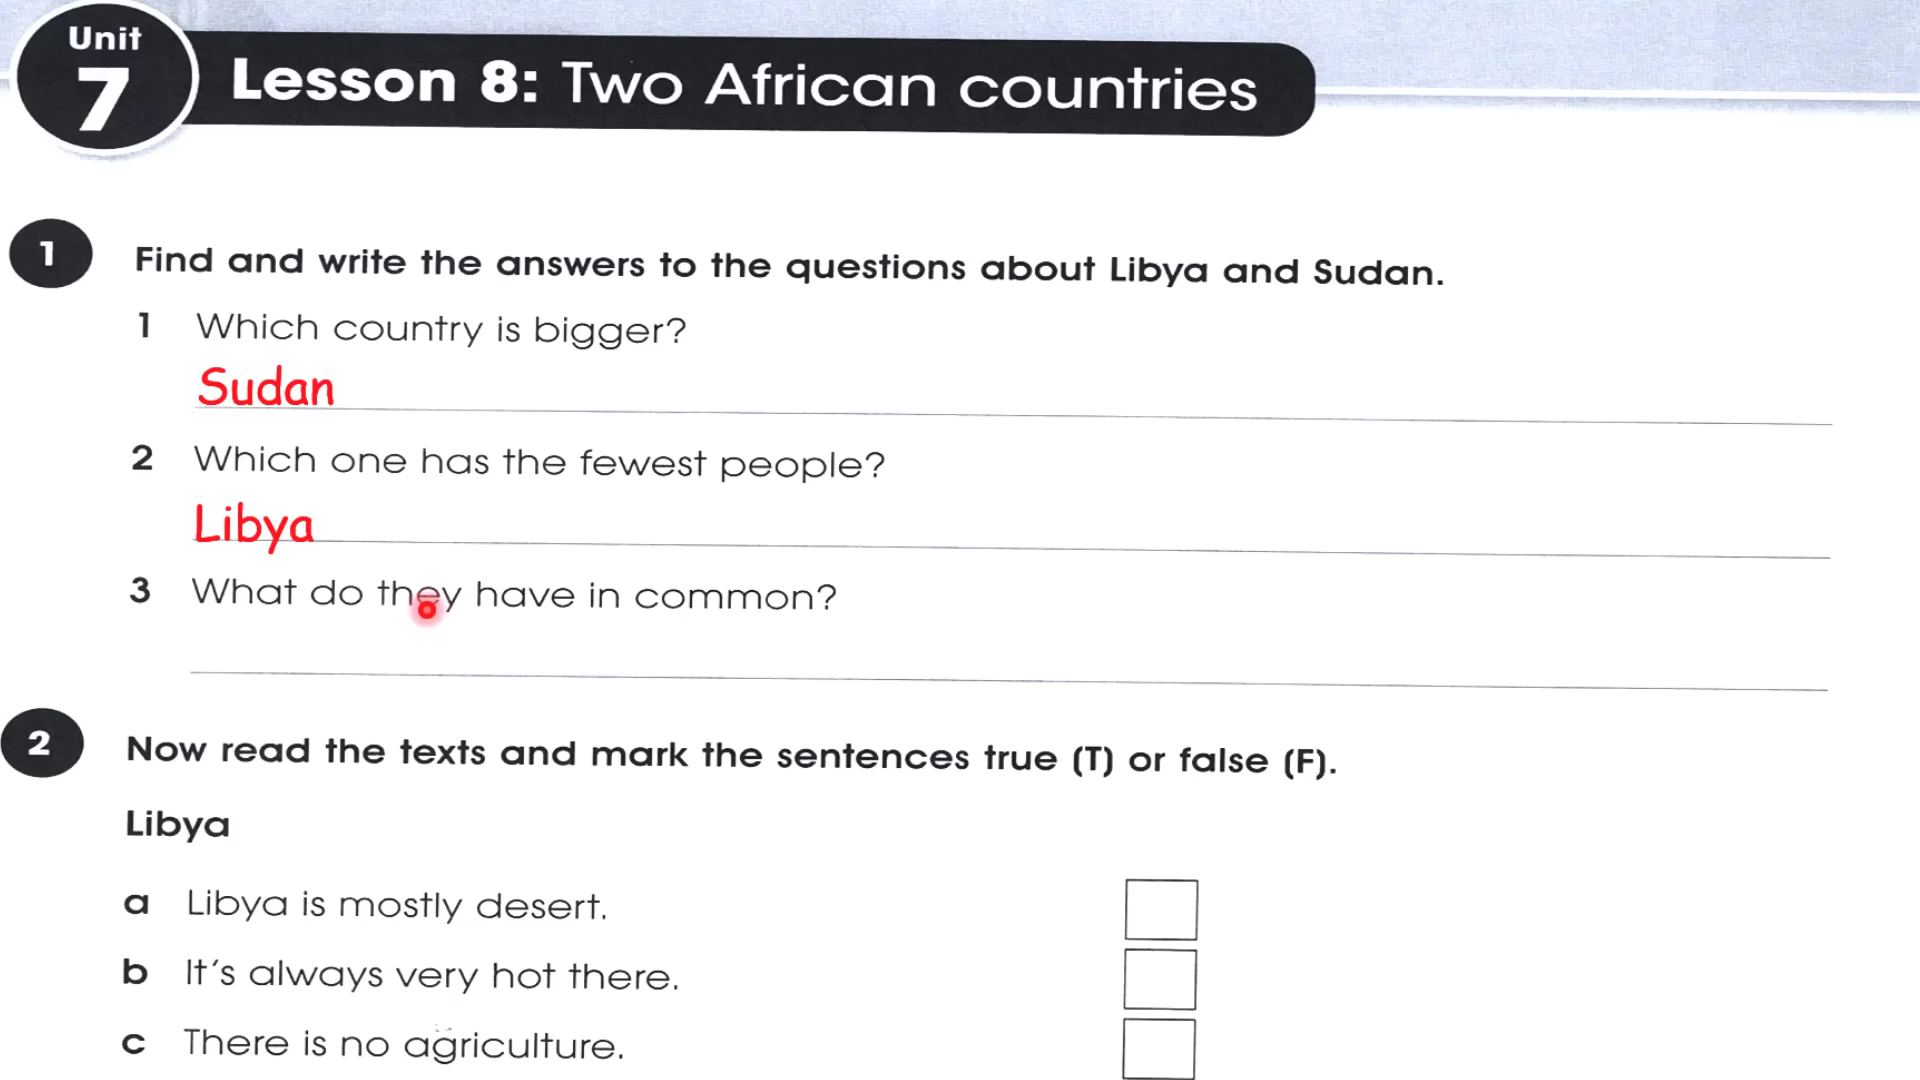 Unit
7
Lesson 8: Two African countries
1 Find and write the answers to the questions about Libya and Sudan.
1 Which country is bigger?
Sudan
2 Which one has the fewest people?
Libya
3 What do they have in common?
2 Now read the texts and mark the sentences true (T) or false (F).
Libya
a Libya is mostly desert.
b It's always very hot there.
c There is no agriculture.